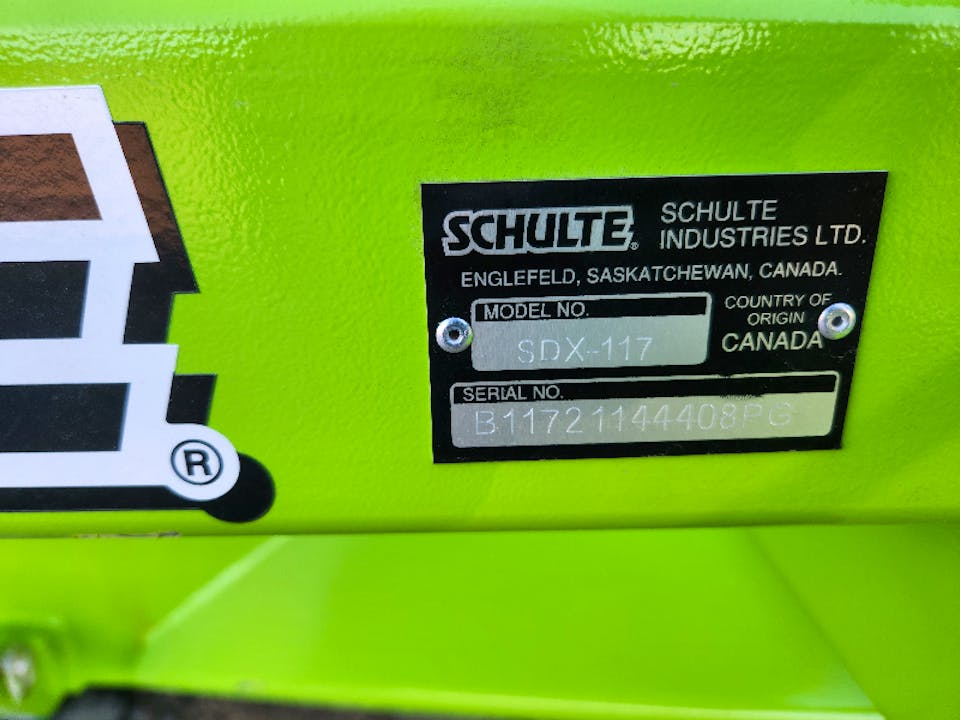 SCHULTE®
SCHULTE
INDUSTRIES LTD.
ENGLEFELD, SASKATCHEWAN, CANADA.
MODEL NO.
SDX-117
COUNTRY OF
ORIGIN
CANADA
SERIAL NO.
B11721144408PG
®